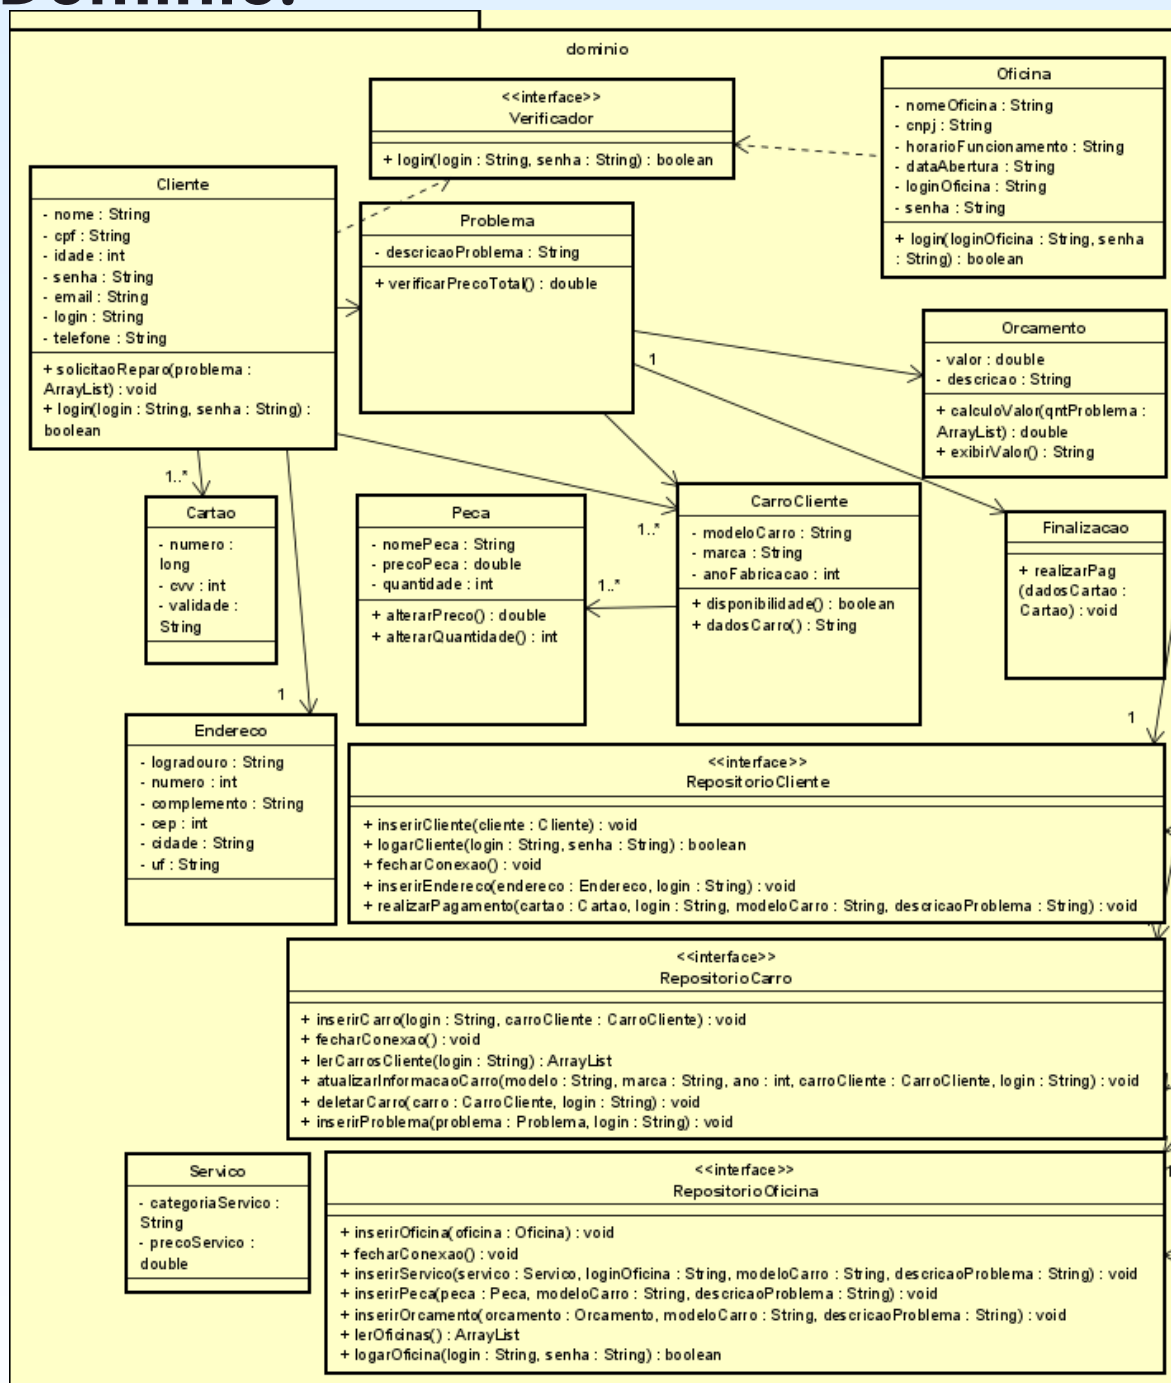 Domínio:
dominio
<<interface>>
Verificador
+ login(login : String, senha : String) : boolean
Oficina
- nomeOficina : String
- cnpj : String
- horarioFuncionamento : String
- dataAbertura : String
- loginOficina : String
- senha : String
+ login(loginOficina : String, senha
: String) : boolean
Cliente
- nome : String
- cpf : String
- idade : int
- senha : String
- email : String
- login : String
- telefone : String
+ solicitaoReparo(problema :
ArrayList) : void
+ login(login : String, senha : String) :
boolean
Problema
- descricaoProblema : String
+ verificarPrecoTotal() : double
Orcamento
- valor : double
- descricao : String
+ calculoValor(qntProblema :
ArrayList) : double
+ exibirValor() : String
1
1..*
Cartao
- numero :
long
- cvv : int
- validade :
String
Peca
- nomePeca : String
- precoPeca : double
- quantidade : int
+ alterarPreco() : double
+ alterarQuantidade() : int
1..*
1..*
CarroCliente
- modeloCarro : String
- marca : String
- anoFabricacao : int
+ disponibilidade() : boolean
+ dadosCarro() : String
Finalizacao
+ realizarPag
(dadosCartao :
Cartao) : void
1
1
Endereco
- logradouro : String
- numero : int
- complemento : String
- cep : int
- cidade : String
- uf : String
<<interface>>
RepositorioCliente
+ inserirCliente(cliente : Cliente) : void
+ logarCliente(login : String, senha : String) : boolean
+ fecharConexao() : void
+ inserirEndereco(endereco : Endereco, login : String) : void
+ realizarPagamento(cartao : Cartao, login : String, modeloCarro : String, descricaoProblema : String) : void
<<interface>>
RepositorioCarro
+ inserirCarro(login : String, carroCliente : CarroCliente) : void
+ fecharConexao() : void
+ lerCarrosCliente(login : String) : ArrayList
+ atualizarInformacaoCarro(modelo : String, marca : String, ano : int, carroCliente : CarroCliente, login : String) : void
+ deletarCarro(carro : CarroCliente, login : String) : void
+ inserirProblema(problema : Problema, login : String) : void
Servico
- categoriaServico :
String
- precoServico :
double
<<interface>>
RepositorioOficina
+ inserirOficina(oficina : Oficina) : void
+ fecharConexao() : void
+ inserirServico(servico : Servico, loginOficina : String, modeloCarro : String, descricaoProblema : String) : void
+ inserirPeca(peca : Peca, modeloCarro : String, descricaoProblema : String) : void
+ inserirOrcamento(orcamento : Orcamento, modeloCarro : String, descricaoProblema : String) : void
+ lerOficinas() : ArrayList
+ logarOficina(login : String, senha : String) : boolean
1